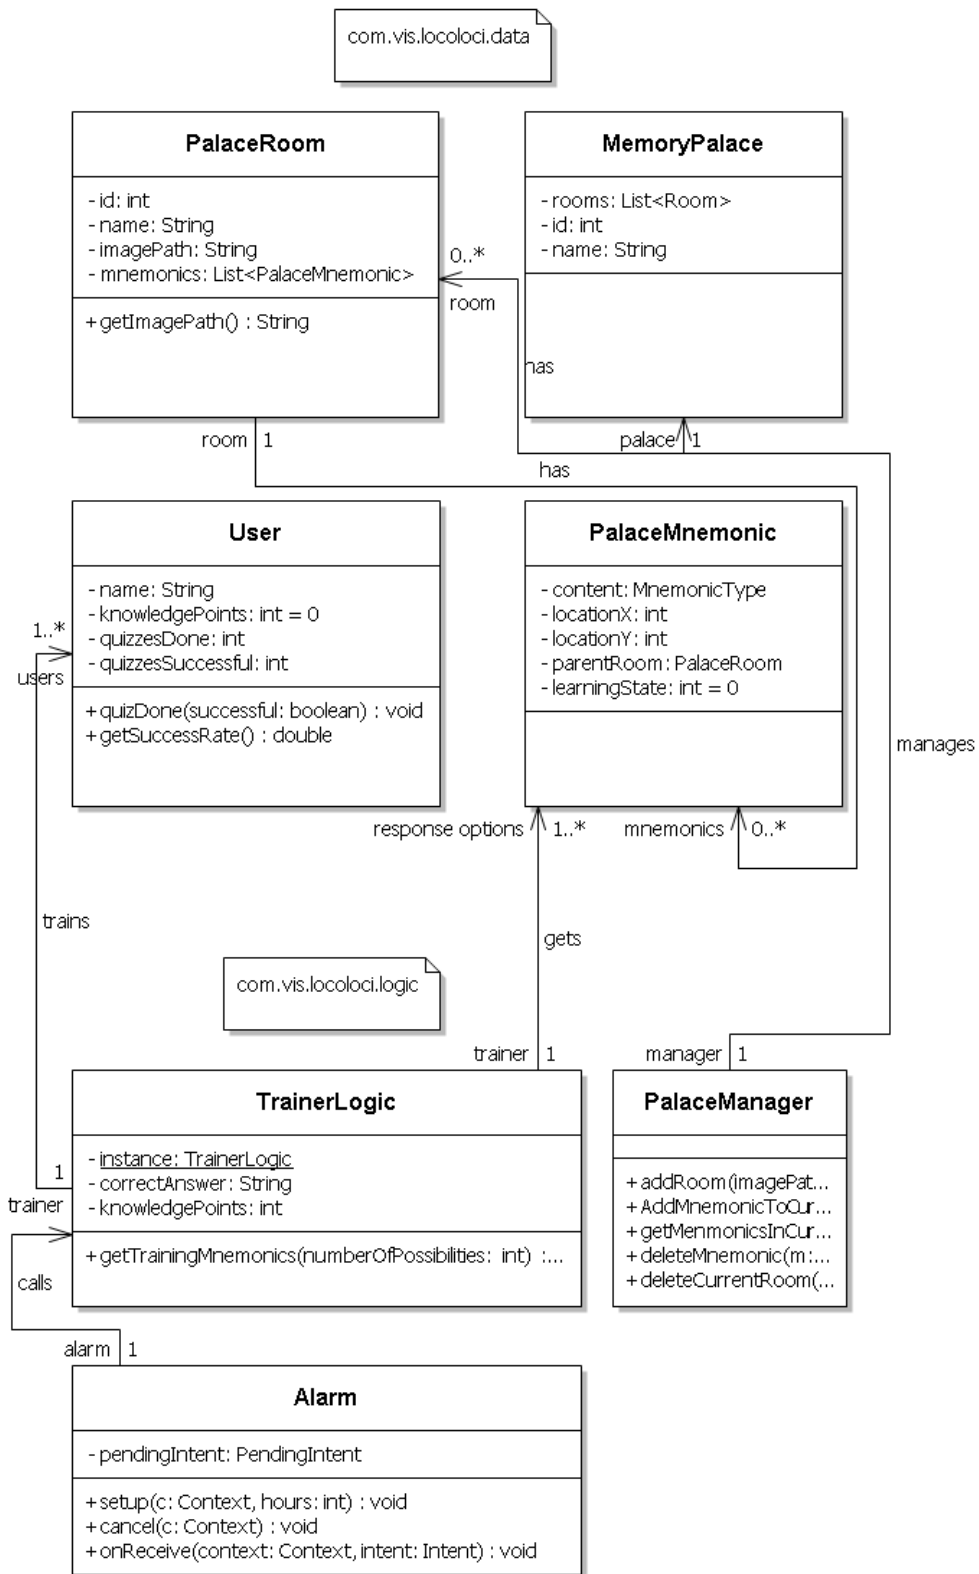 com.vis.locoloci.data
PalaceRoom
- id: int
- name: String
- imagePath: String
- mnemonics: List<PalaceMnemonic>
+ getImagePath() : String
MemoryPalace
- rooms: List<Room>
- id: int
- name: String
0..*
room
has
room
1
palace
1
has
User
- name: String
- knowledgePoints: int = 0
- quizzesDone: int
- quizzesSuccessful: int
+ quizDone(successful: boolean) : void
+ getSuccessRate() : double
PalaceMnemonic
- content: MnemonicType
- locationX: int
- locationY: int
- parentRoom: PalaceRoom
- learningState: int = 0
1..*
users
manages
response options
1..*
mnemonics
0..*
trains
gets
com.vis.locoloci.logic
trainer
1
manager
1
TrainerLogic
- instance: TrainerLogic
- correctAnswer: String
- knowledgePoints: int
+ getTrainingMnemonics(numberOfPossibilities: int) :...
PalaceManager
+ addRoom(imagePat...
+ AddMnemonicToCur...
+ getMenmonicsInCur...
+ deleteMnemonic(m:...
+ deleteCurrentRoom(...
1
trainer
calls
alarm
1
Alarm
- pendingIntent: PendingIntent
+ setup(c: Context, hours: int) : void
+ cancel(c: Context) : void
+ onReceive(context: Context, intent: Intent) : void